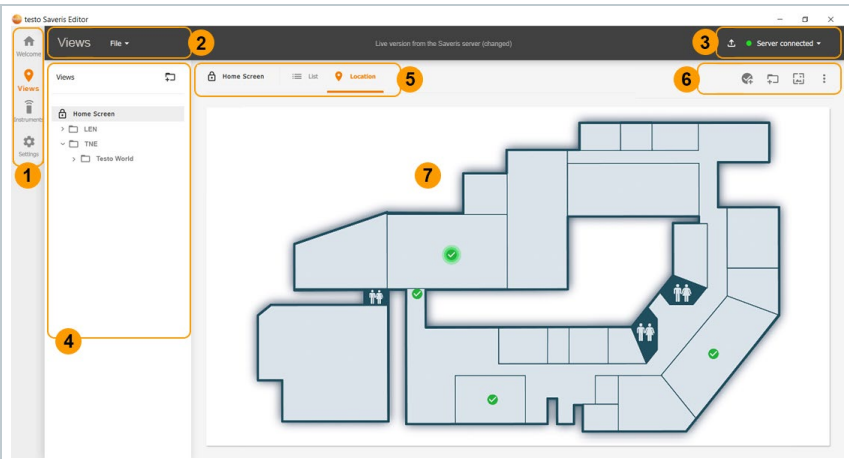 testo Saveris Editor
Welcome
Views
Instruments
Settings
1
Views File
2
Live version from the Saveris server (changed)
3
Server connected
Views
Home Screen
LEN
TNE
Testo World
4
Home Screen List Location
5
6
7